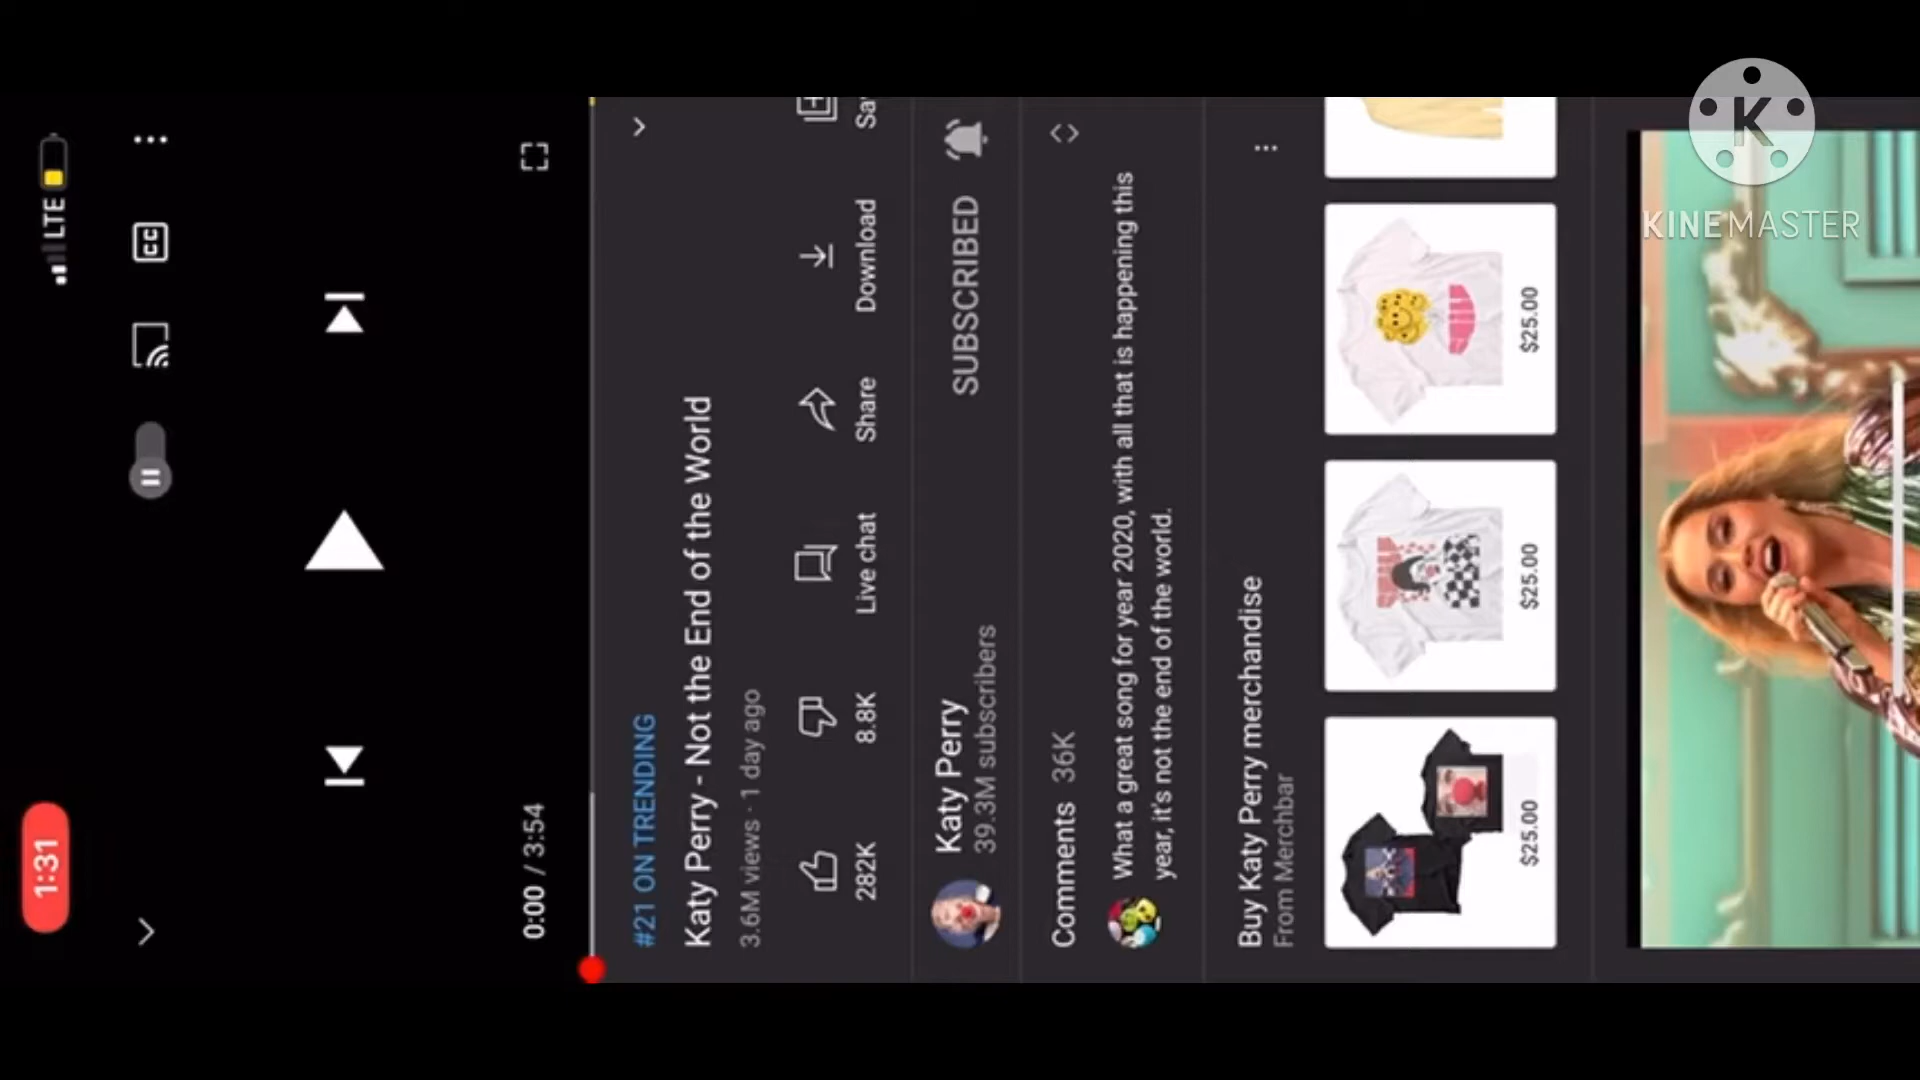 1:31
LTE
CC
0:00 / 3:54
#21 ON TRENDING
Katy Perry - Not the End of the World
3.6M views · 1 day ago
282K
8.8K
Live chat
Share
Download
Katy Perry
39.3M subscribers
SUBSCRIBED
Comments 36K
What a great song for year 2020, with all that is happening this
year, it's not the end of the world.
Buy Katy Perry merchandise
From Merchbar
$25.00
$25.00
$25.00
K
KINEMASTER